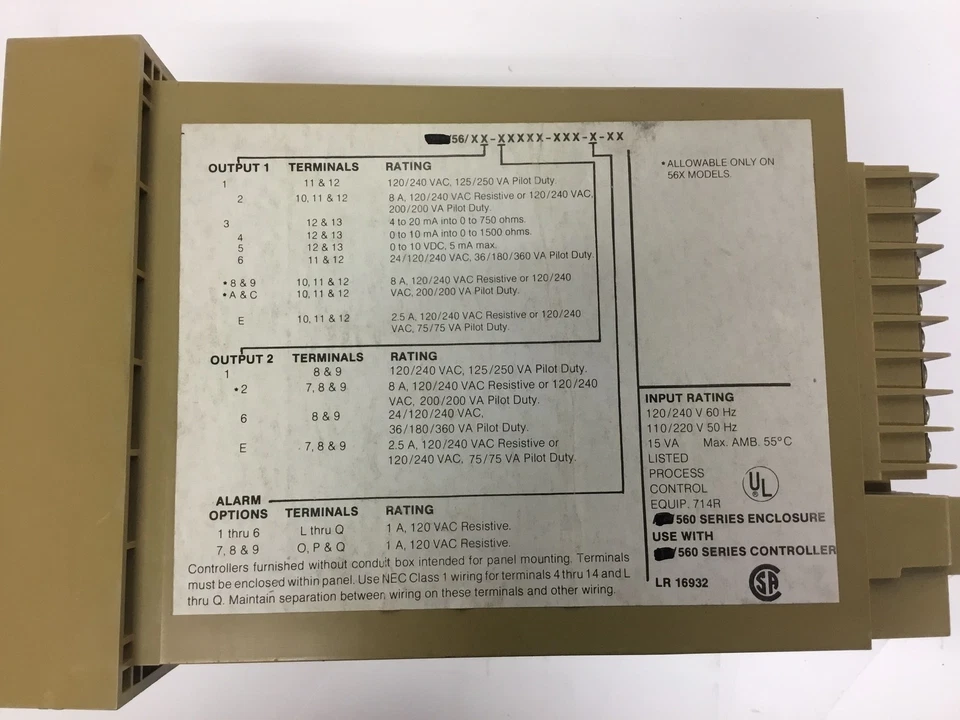 /56/XX-XXXXX-XXX-X-XX
OUTPUT 1 TERMINALS RATING
1 11 & 12 120/240 VAC, 125/250 VA Pilot Duty.
2 10, 11 & 12 8 A, 120/240 VAC Resistive or 120/240 VAC,
200/200 VA Pilot Duty.
3 12 & 13 4 to 20 mA into 0 to 750 ohms.
4 12 & 13 0 to 10 mA into 0 to 1500 ohms.
5 12 & 13 0 to 10 VDC, 5 mA max.
6 11 & 12 24/120/240 VAC, 36/180/360 VA Pilot Duty.
•8 & 9 10, 11 & 12 8 A, 120/240 VAC Resistive or 120/240
•A & C 10, 11 & 12 VAC, 200/200 VA Pilot Duty.
E 10, 11 & 12 2.5 A, 120/240 VAC Resistive or 120/240
VAC, 75/75 VA Pilot Duty.
OUTPUT 2 TERMINALS RATING
1 8 & 9 120/240 VAC, 125/250 VA Pilot Duty.
•2 7, 8 & 9 8 A, 120/240 VAC Resistive or 120/240
VAC, 200/200 VA Pilot Duty.
6 8 & 9 24/120/240 VAC,
36/180/360 VA Pilot Duty.
E 7, 8 & 9 2.5 A, 120/240 VAC Resistive or
120/240 VAC, 75/75 VA Pilot Duty.
ALARM
OPTIONS TERMINALS RATING
1 thru 6 L thru Q 1 A, 120 VAC Resistive.
7, 8 & 9 O, P & Q 1 A, 120 VAC Resistive.
Controllers furnished without conduit box intended for panel mounting. Terminals
must be enclosed within panel. Use NEC Class 1 wiring for terminals 4 thru 14 and L
thru Q. Maintain separation between wiring on these terminals and other wiring.
•ALLOWABLE ONLY ON
56X MODELS.
INPUT RATING
120/240 V 60 Hz
110/220 V 50 Hz
15 VA Max. AMB. 55°C
LISTED
PROCESS
CONTROL
EQUIP. 714R
UL®
560 SERIES ENCLOSURE
USE WITH
560 SERIES CONTROLLER
LR 16932
CSA